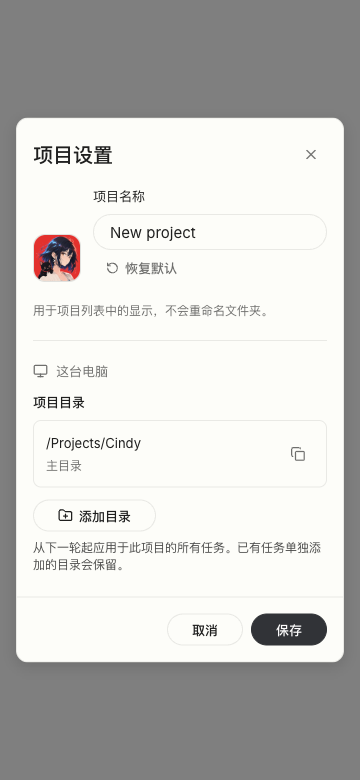 项目设置
项目名称
New project
恢复默认
用于项目列表中的显示，不会重命名文件夹。
这台电脑
项目目录
/Projects/Cindy
主目录
添加目录
从下一轮起应用于此项目的所有任务。已有任务单独添
加的目录会保留。
取消
保存